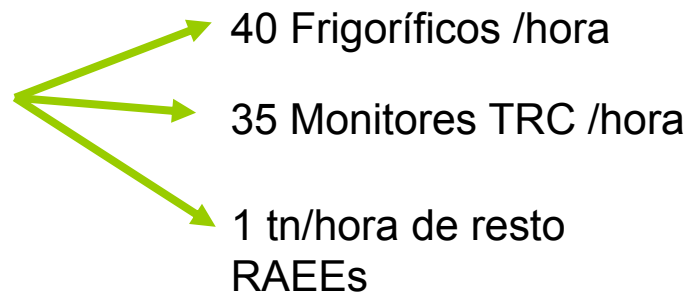 40 Frigoríficos /hora
35 Monitores TRC /hora
1 tn/hora de resto
RAEEs